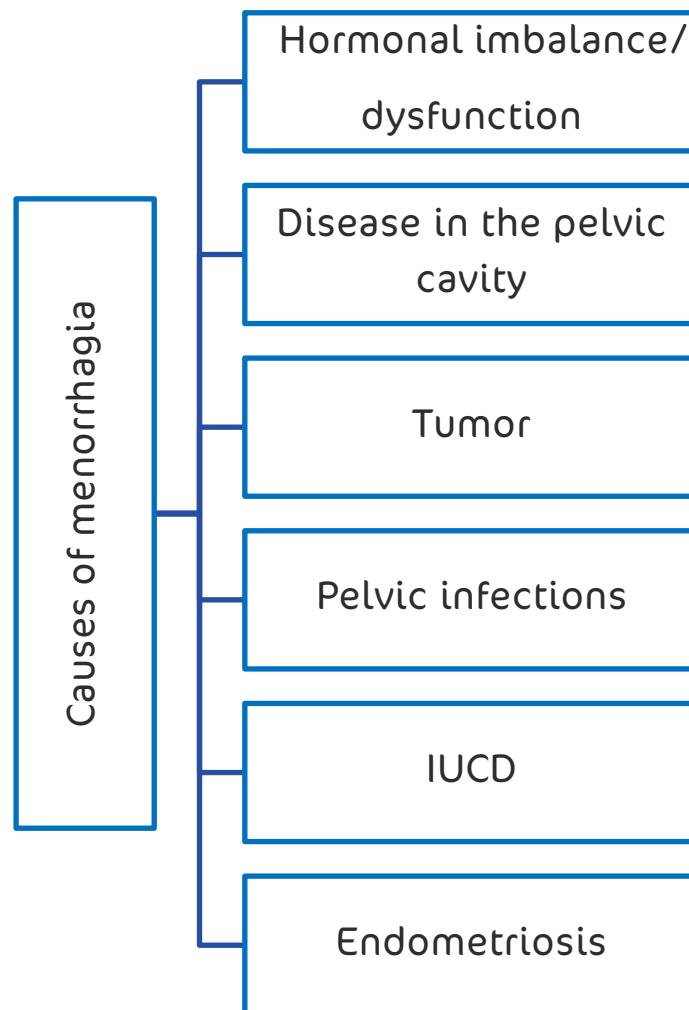 Causes of menorrhagia
Hormonal imbalance/
dysfunction
Disease in the pelvic
cavity
Tumor
Pelvic infections
IUCD
Endometriosis